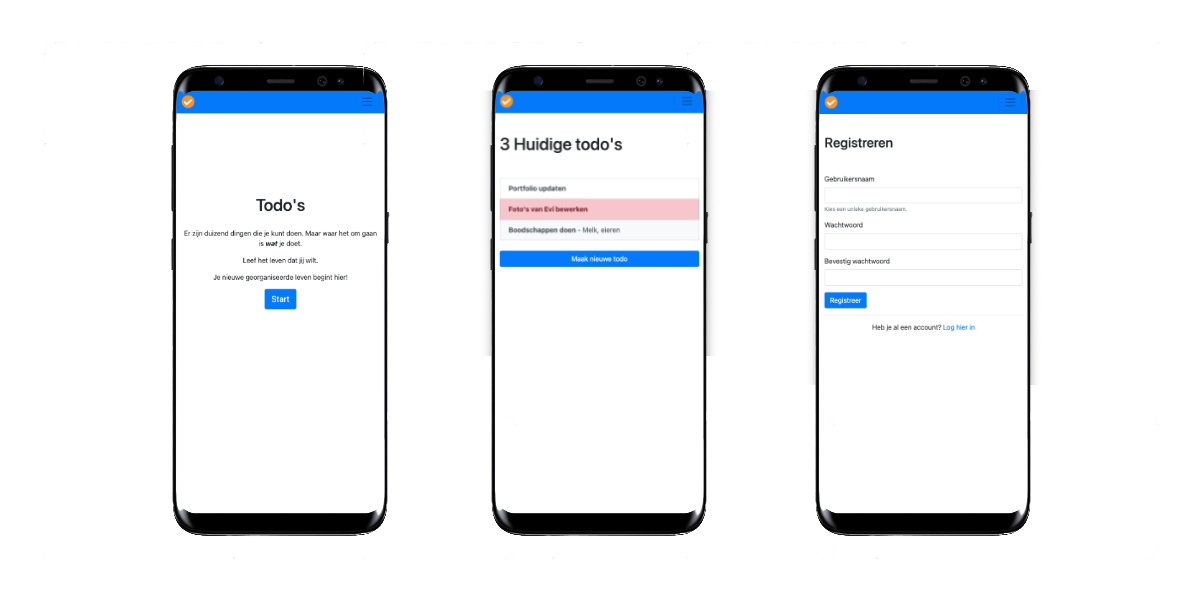 Todo's
Er zijn duizend dingen die je kunt doen. Maar waar het om gaan
is wat je doet.
Leef het leven dat jij wilt.
Je nieuwe georganiseerde leven begint hier!
Start
3 Huidige todo's
Portfolio updaten
Foto's van Evi bewerken
Boodschappen doen - Melk, eieren
Maak nieuwe todo
Registreren
Gebruikersnaam
Kies een unieke gebruikersnaam.
Wachtwoord
Bevestig wachtwoord
Registreer
Heb je al een account? Log hier in